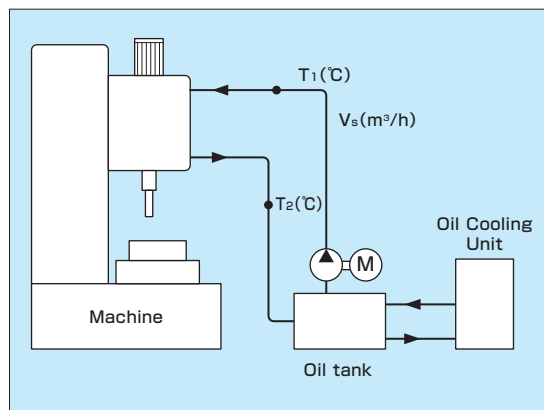 T₁(℃)
Vₛ(m³/h)
T₂(℃)
Oil Cooling
Unit
M
Machine
Oil tank